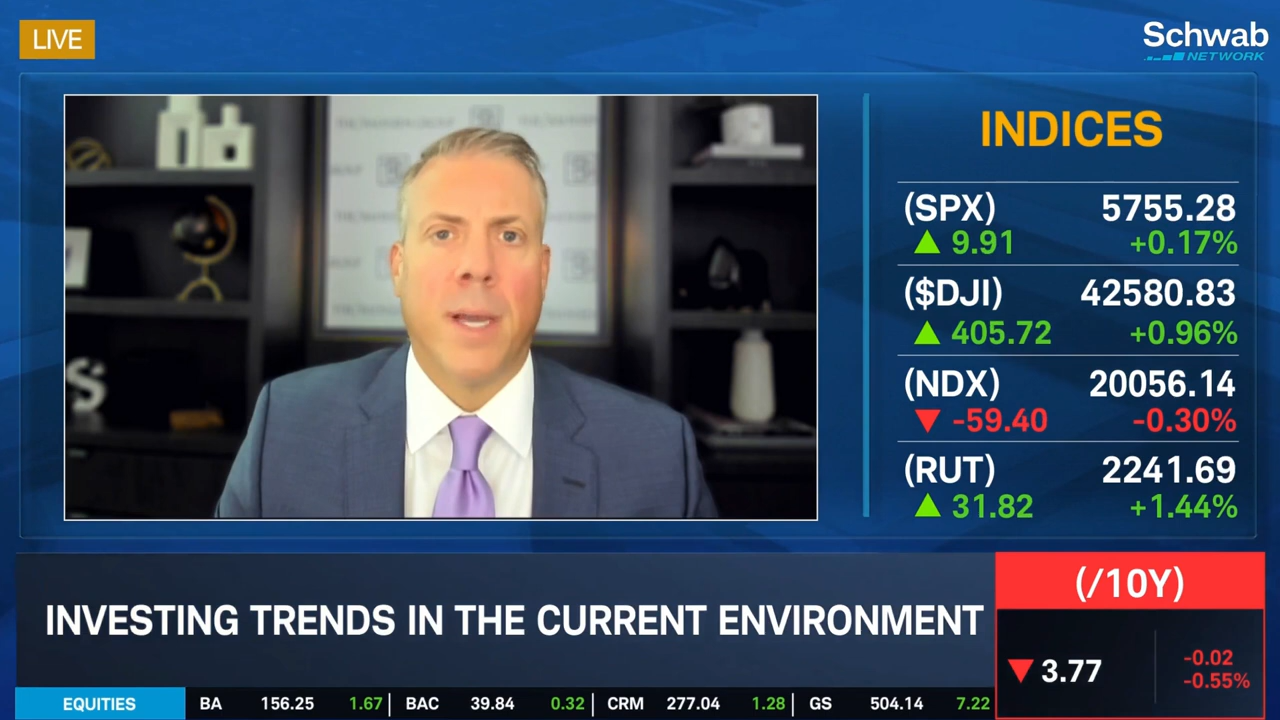 LIVE
Schwab
NETWORK
INDICES
(SPX) 5755.28
▲ 9.91 +0.17%
($DJI) 42580.83
▲ 405.72 +0.96%
(NDX) 20056.14
▼ -59.40 -0.30%
(RUT) 2241.69
▲ 31.82 +1.44%
INVESTING TRENDS IN THE CURRENT ENVIRONMENT
(/10Y)
▼ 3.77 -0.02
-0.55%
EQUITIES BA 156.25 1.67 BAC 39.84 0.32 CRM 277.04 1.28 GS 504.14 7.22